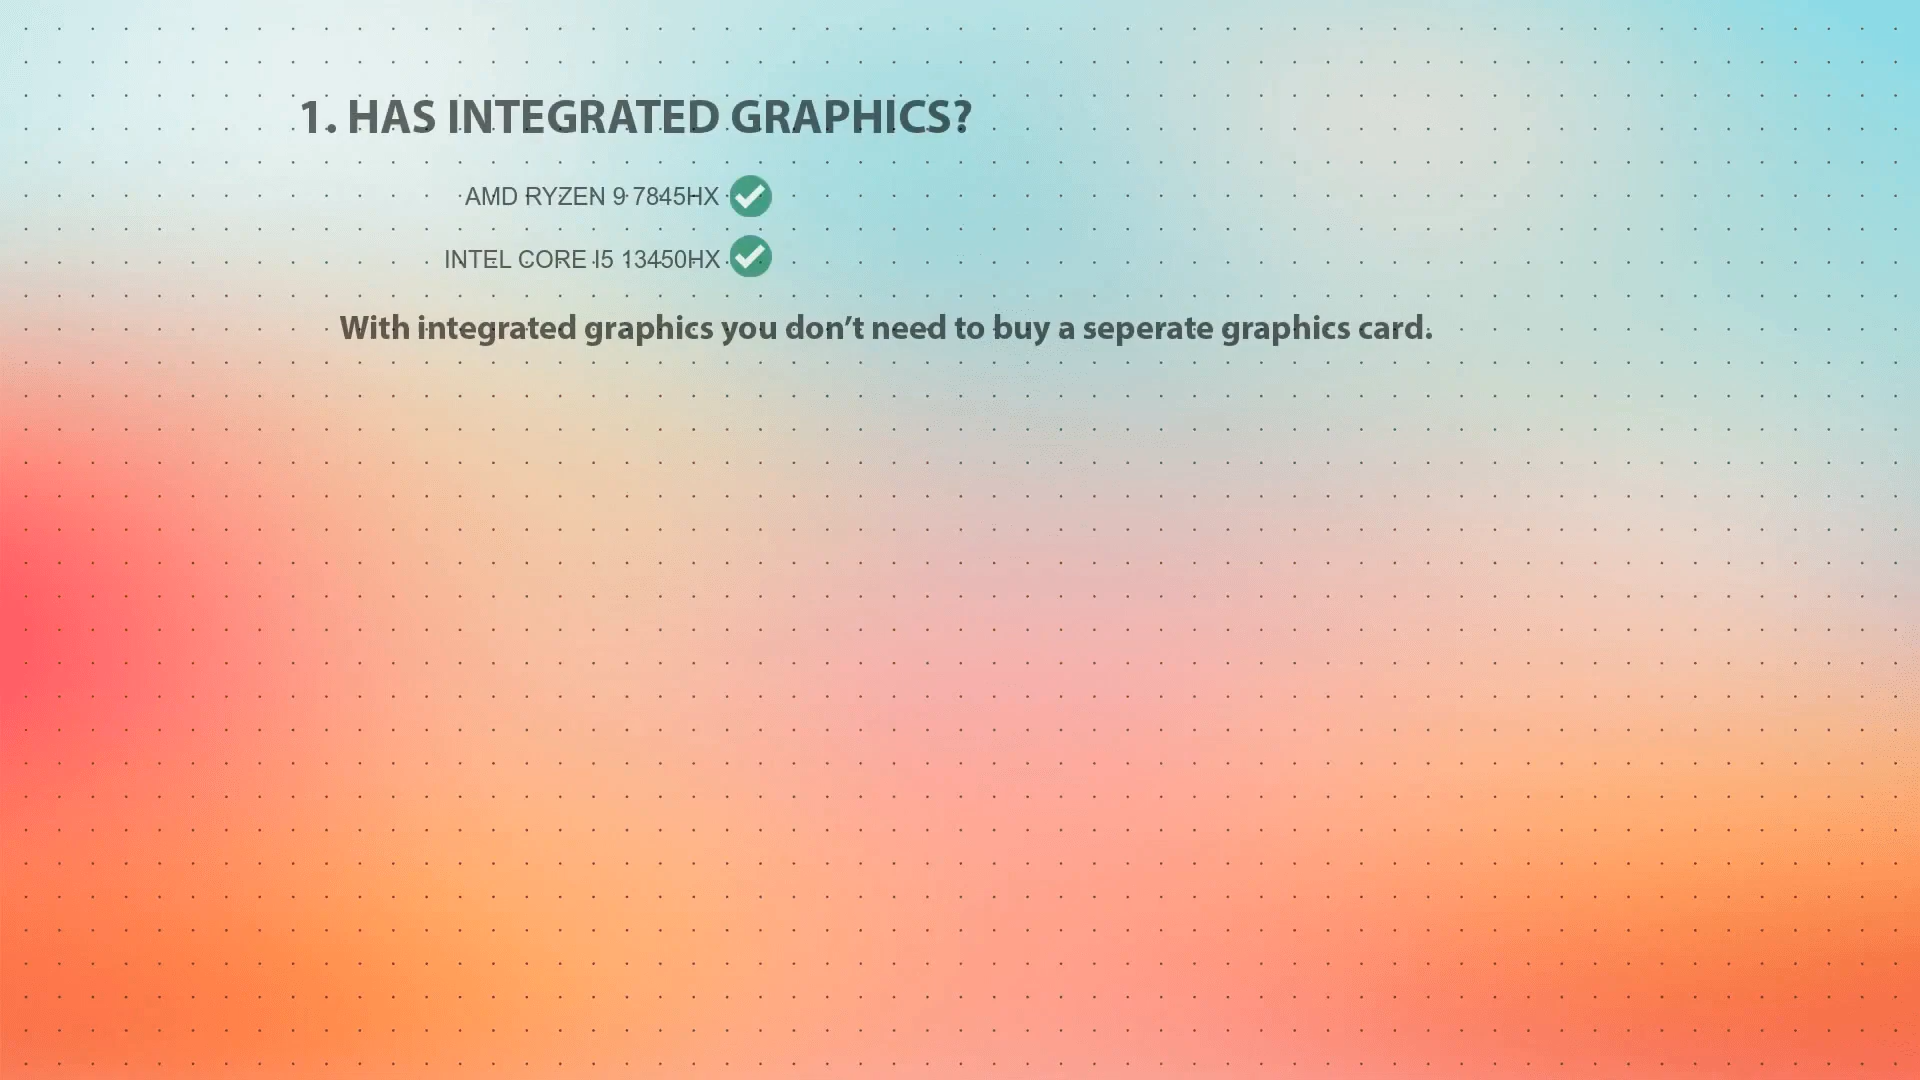 1. HAS INTEGRATED GRAPHICS?
AMD RYZEN 9 7845HX
INTEL CORE I5 13450HX
With integrated graphics you don’t need to buy a seperate graphics card.